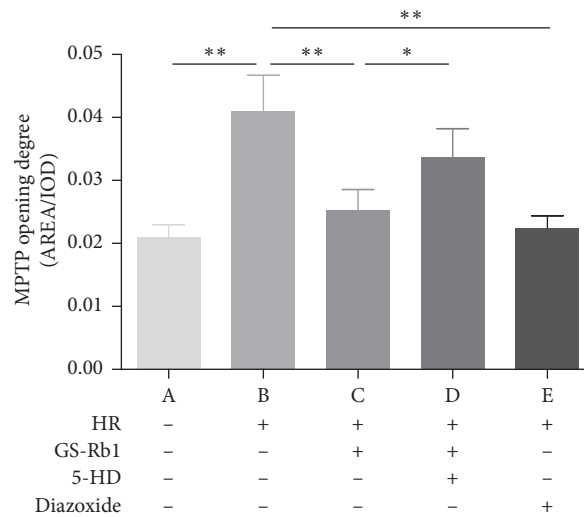 **
** ** *
0.05
0.04
0.03
0.02
0.01
0.00
MPTP opening degree
(AREA/IOD)
A B C D E
HR – + + + +
GS-Rb1 – – + + –
5-HD – – – + –
Diazoxide – – – – +